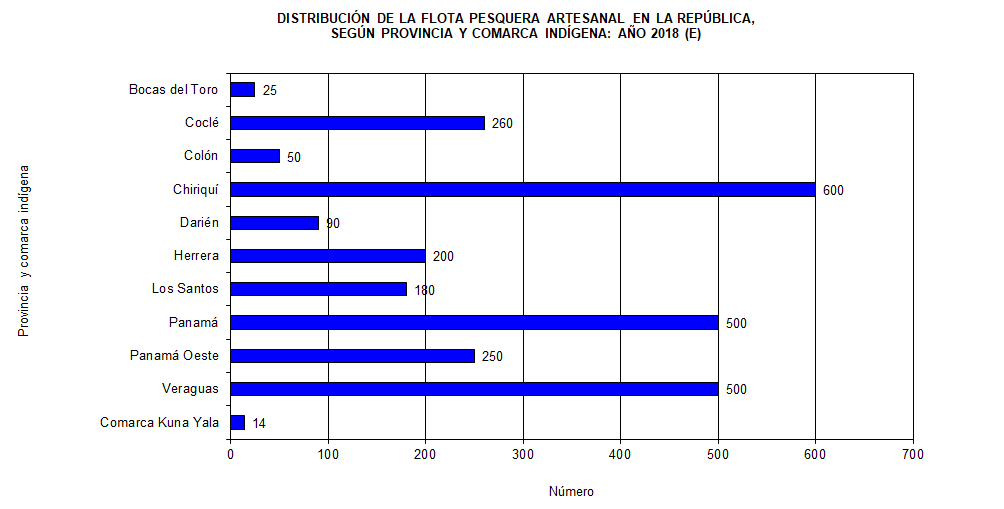 DISTRIBUCIÓN DE LA FLOTA PESQUERA ARTESANAL EN LA REPÚBLICA,
SEGÚN PROVINCIA Y COMARCA INDÍGENA: AÑO 2018 (E)
Provincia y comarca indígena
Bocas del Toro 25
Coclé 260
Colón 50
Chiriquí 600
Darién 90
Herrera 200
Los Santos 180
Panamá 500
Panamá Oeste 250
Veraguas 500
Comarca Kuna Yala 14
0 100 200 300 400 500 600 700
Número